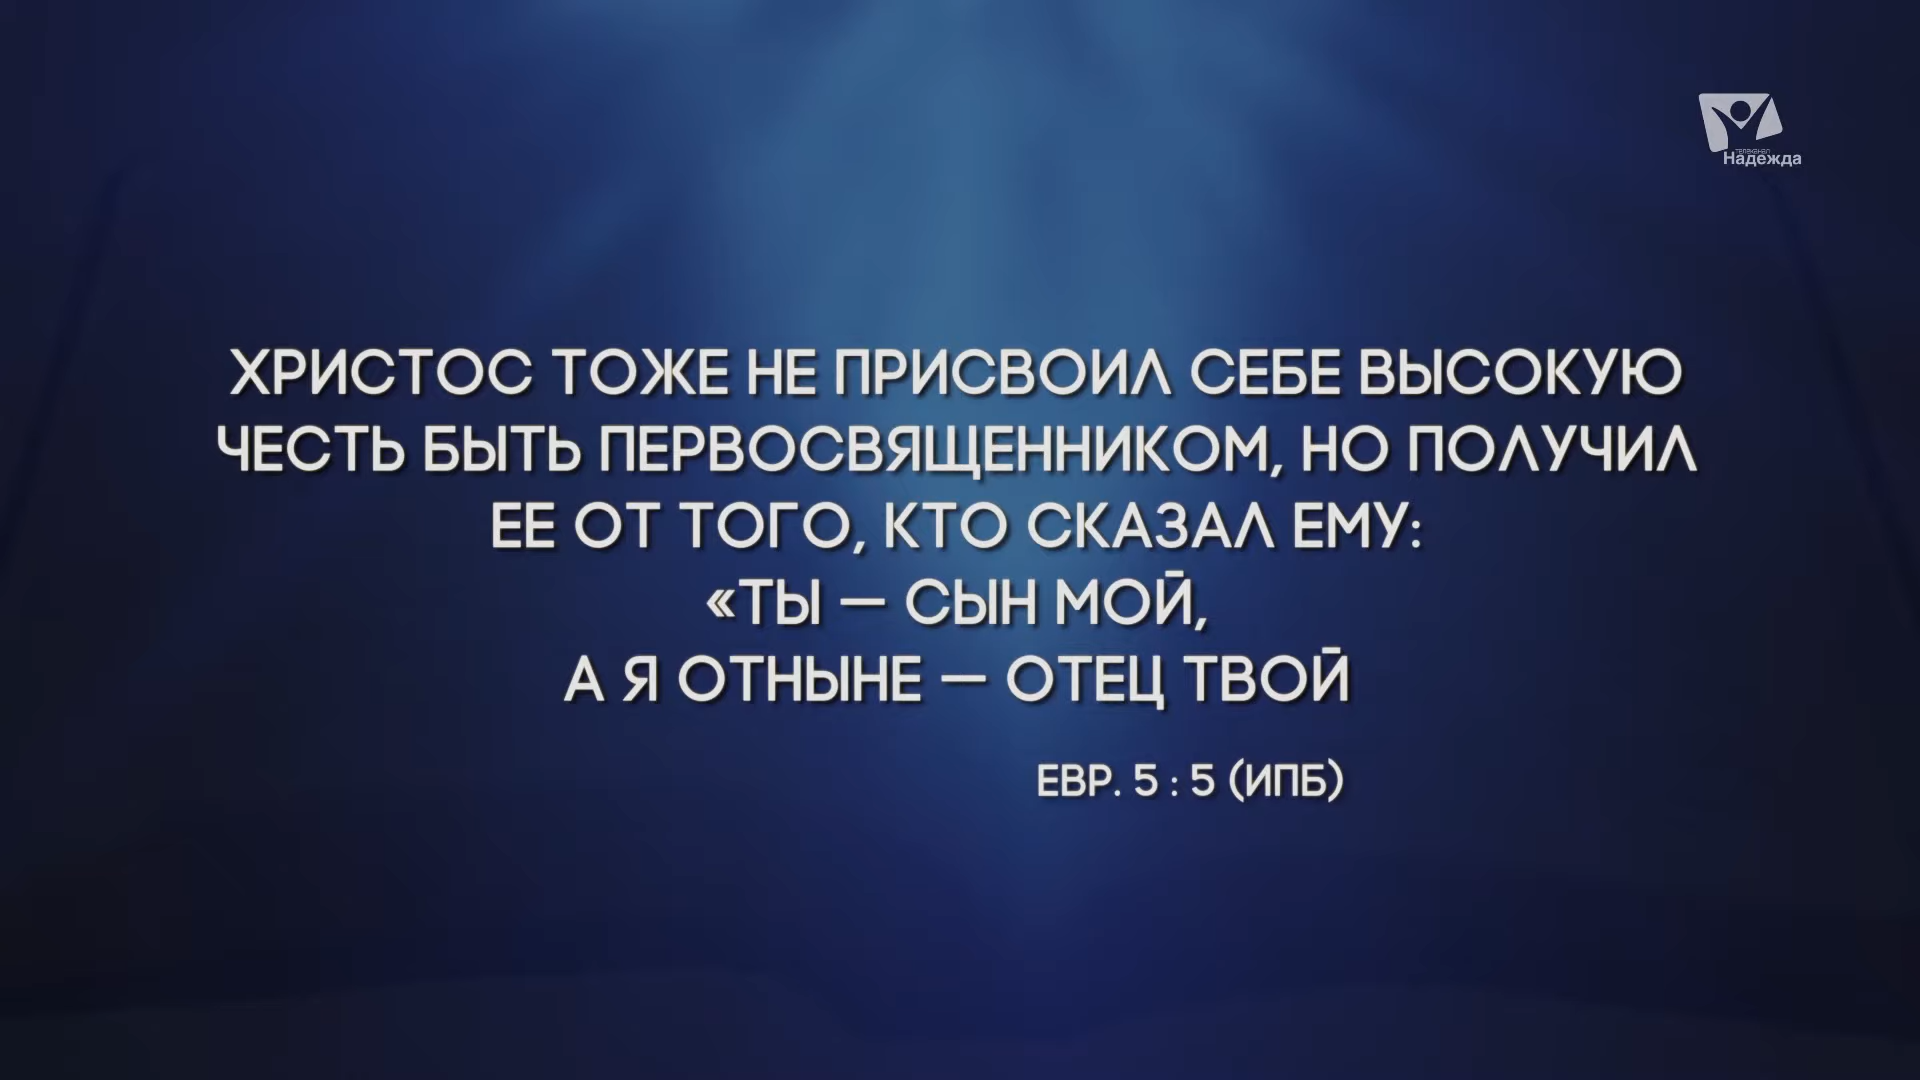 телеканал
Надежда
ХРИСТОС ТОЖЕ НЕ ПРИСВОИЛ СЕБЕ ВЫСОКУЮ
ЧЕСТЬ БЫТЬ ПЕРВОСВЯЩЕННИКОМ, НО ПОЛУЧИЛ
ЕЕ ОТ ТОГО, КТО СКАЗАЛ ЕМУ:
«ТЫ — СЫН МОЙ,
А Я ОТНЫНЕ — ОТЕЦ ТВОЙ
ЕВР. 5 : 5 (ИПБ)